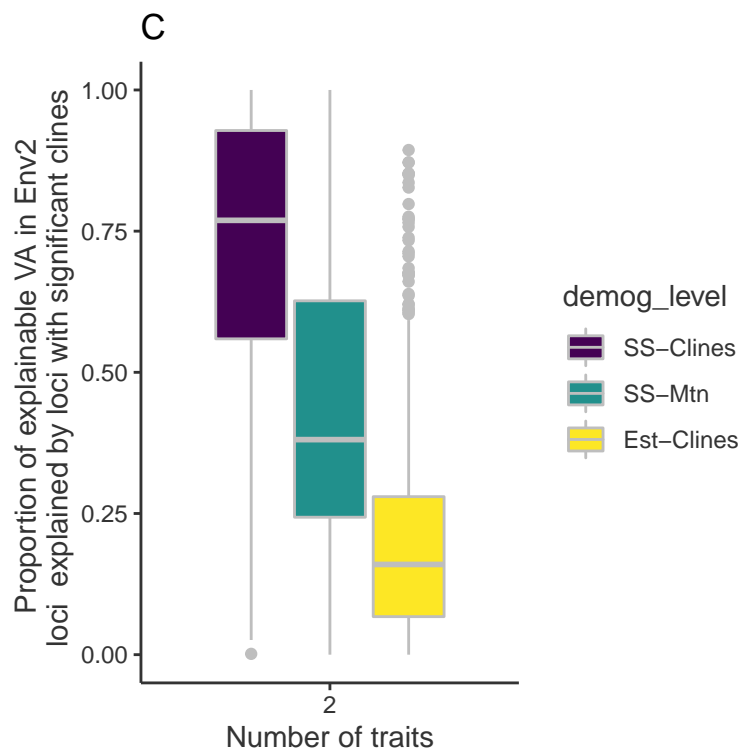 C
Proportion of explainable VA in Env2
loci  explained by loci with significant clines
1.00
0.75
0.50
0.25
0.00
2
Number of traits
demog_level
SS−Clines
SS−Mtn
Est−Clines